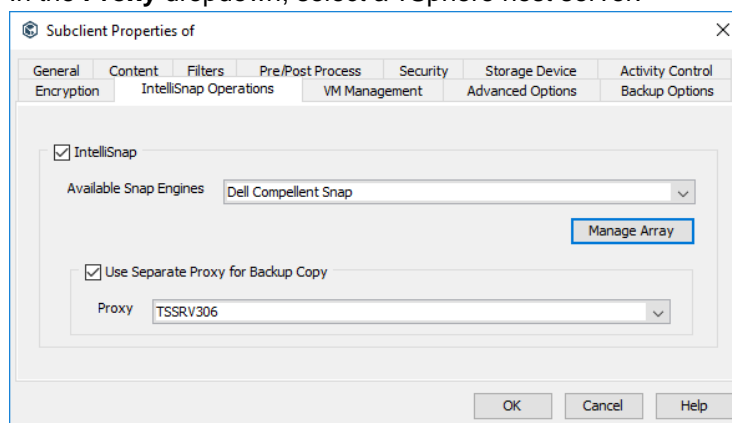 In the Proxy dropdown, select a vSphere host server.
Subclient Properties of
General Content Filters Pre/Post Process Security Storage Device Activity Control
Encryption IntelliSnap Operations VM Management Advanced Options Backup Options
IntelliSnap
Available Snap Engines Dell Compellent Snap
Manage Array
Use Separate Proxy for Backup Copy
Proxy TSSRV306
OK Cancel Help